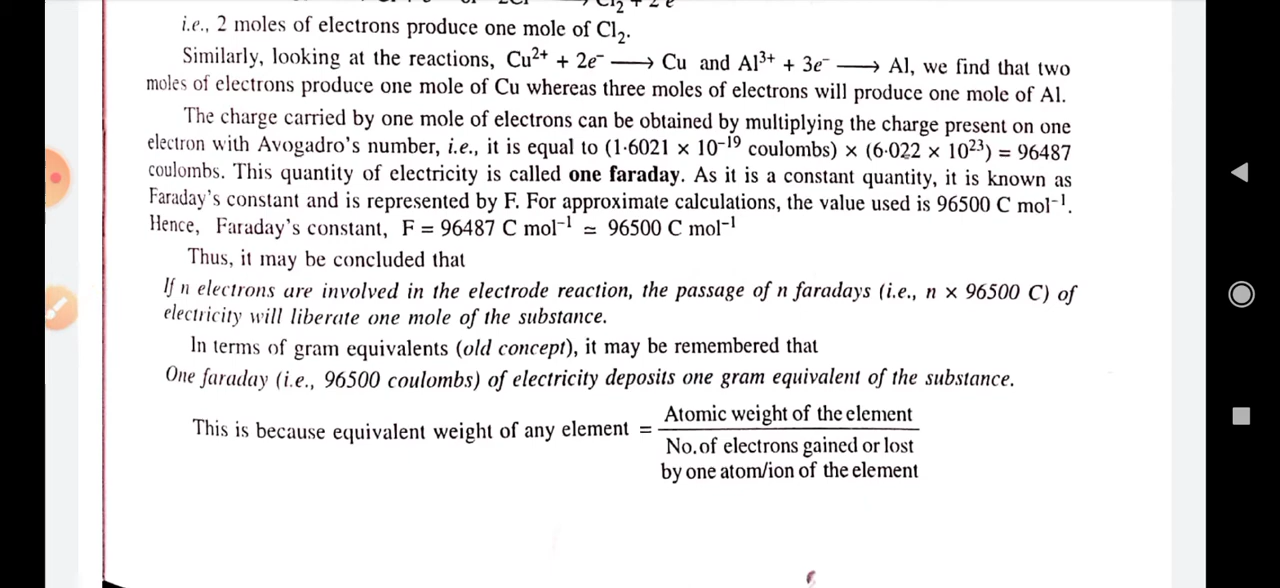 Cl₂ + 2 e
i.e., 2 moles of electrons produce one mole of Cl₂.
Similarly, looking at the reactions, Cu²⁺ + 2e⁻ ⟶ Cu and Al³⁺ + 3e⁻ ⟶ Al, we find that two
moles of electrons produce one mole of Cu whereas three moles of electrons will produce one mole of Al.
The charge carried by one mole of electrons can be obtained by multiplying the charge present on one
electron with Avogadro's number, i.e., it is equal to (1·6021 × 10⁻¹⁹ coulombs) × (6·022 × 10²³) = 96487
coulombs. This quantity of electricity is called one faraday. As it is a constant quantity, it is known as
Faraday's constant and is represented by F. For approximate calculations, the value used is 96500 C mol⁻¹.
Hence, Faraday's constant, F = 96487 C mol⁻¹ ≃ 96500 C mol⁻¹
Thus, it may be concluded that
If n electrons are involved in the electrode reaction, the passage of n faradays (i.e., n × 96500 C) of
electricity will liberate one mole of the substance.
In terms of gram equivalents (old concept), it may be remembered that
One faraday (i.e., 96500 coulombs) of electricity deposits one gram equivalent of the substance.
This is because equivalent weight of any element =
Atomic weight of the element
No. of electrons gained or lost
by one atom/ion of the element